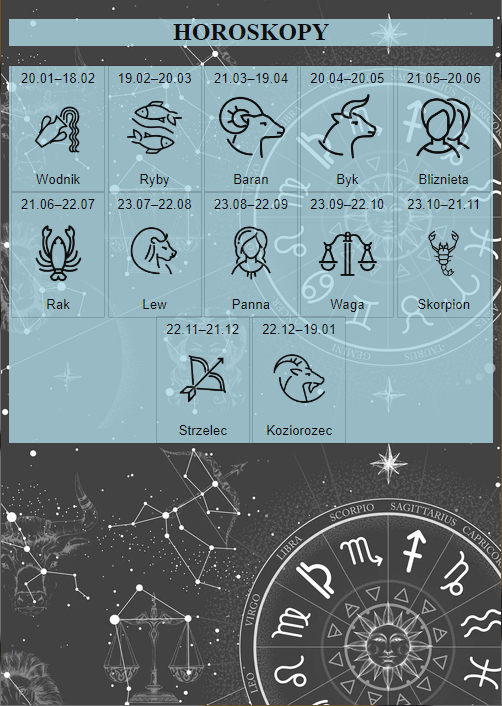 HOROSKOPY
20.01–18.02 19.02–20.03 21.03–19.04 20.04–20.05 21.05–20.06
Wodnik Ryby Baran Byk Bliznieta
21.06–22.07 23.07–22.08 23.08–22.09 23.09–22.10 23.10–21.11
Rak Lew Panna Waga Skorpion
GEMINI TAURUS
22.11–21.12 22.12–19.01
Strzelec Koziorozec
SCORPIO SAGITTARIUS CAPRICORN
LIBRA
VIRGO
LEO